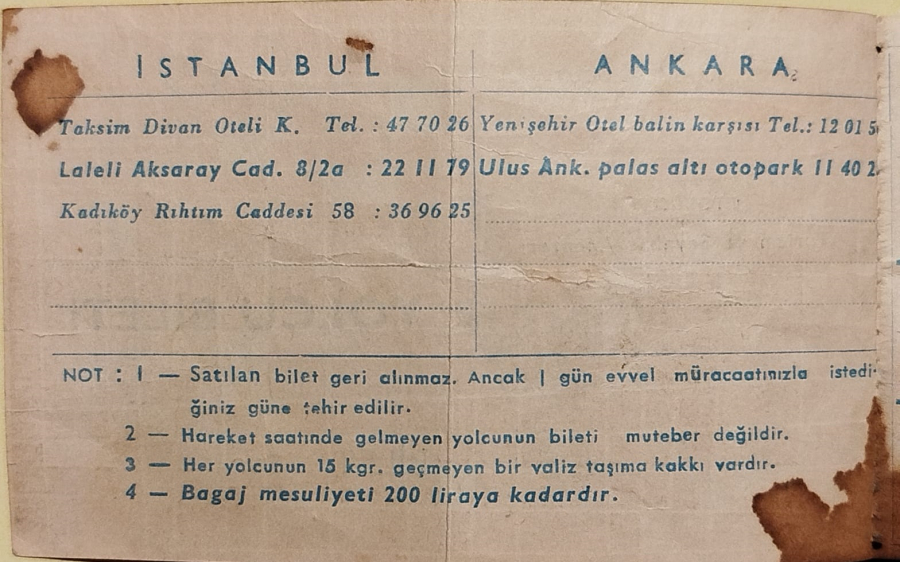 İSTANBUL
Taksim Divan Oteli K. Tel. : 47 70 26
Laleli Aksaray Cad. 8/2a : 22 11 79
Kadıköy Rıhtım Caddesi 58 : 36 96 25
ANKARA
Yenişehir Otel balin karşısı Tel.: 12 01 5
Ulus Ank. palas altı otopark 11 40 2
NOT : 1 — Satılan bilet geri alınmaz. Ancak 1 gün evvel müracaatınızla istedi-
ğiniz güne tehir edilir.
2 — Hareket saatinde gelmeyen yolcunun bileti muteber değildir.
3 — Her yolcunun 15 kgr. geçmeyen bir valiz taşıma kakkı vardır.
4 — Bagaj mesuliyeti 200 liraya kadardır.